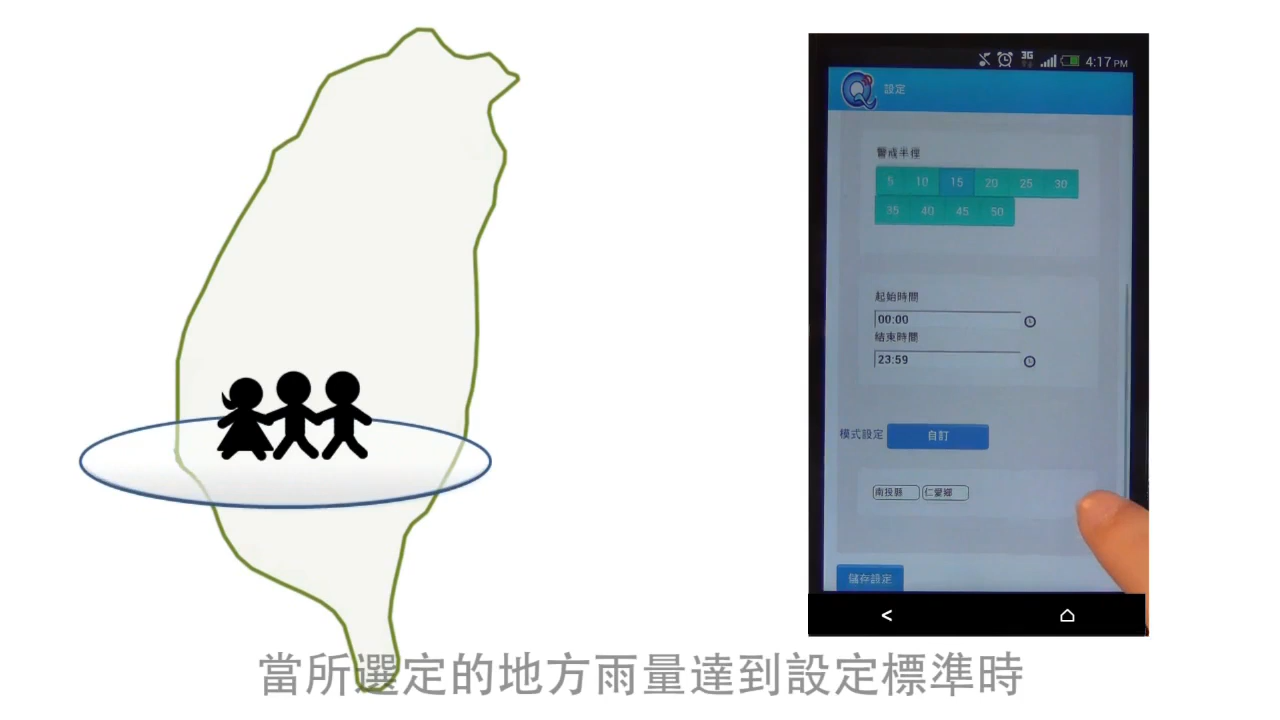 3G 4:17 PM
設定
警戒半徑
5 10 15 20 25 30
35 40 45 50
起始時間
00:00
結束時間
23:59
模式設定 自訂
南投縣 仁愛鄉
儲存設定
當所選定的地方雨量達到設定標準時